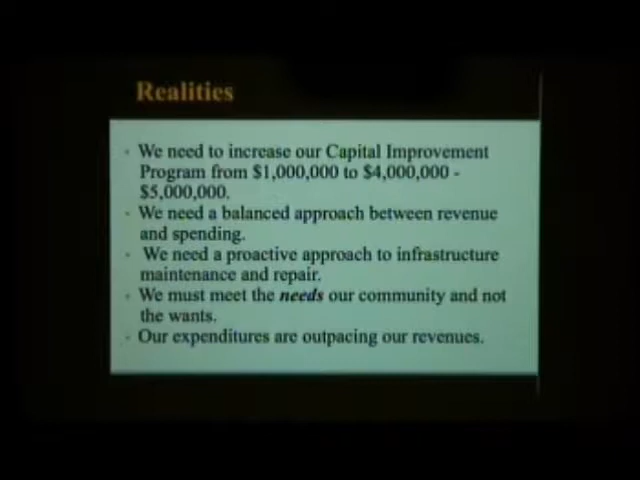 Realities
- We need to increase our Capital Improvement
Program from $1,000,000 to $4,000,000 -
$5,000,000.
- We need a balanced approach between revenue
and spending.
- We need a proactive approach to infrastructure
maintenance and repair.
- We must meet the needs our community and not
the wants.
- Our expenditures are outpacing our revenues.